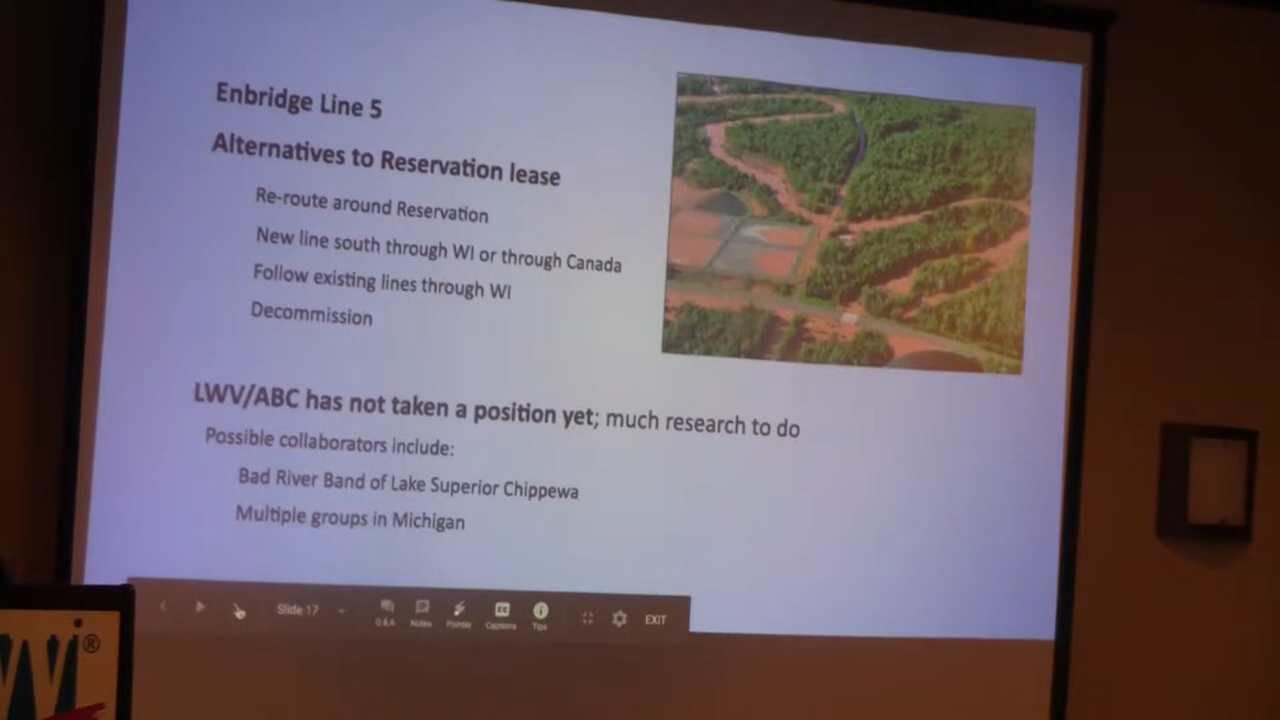 Enbridge Line 5
Alternatives to Reservation lease
Re-route around Reservation
New line south through WI or through Canada
Follow existing lines through WI
Decommission
LWV/ABC has not taken a position yet; much research to do
Possible collaborators include:
Bad River Band of Lake Superior Chippewa
Multiple groups in Michigan
Slide 17
Q&A Notes Pointer Captions Tips EXIT
CC
W®